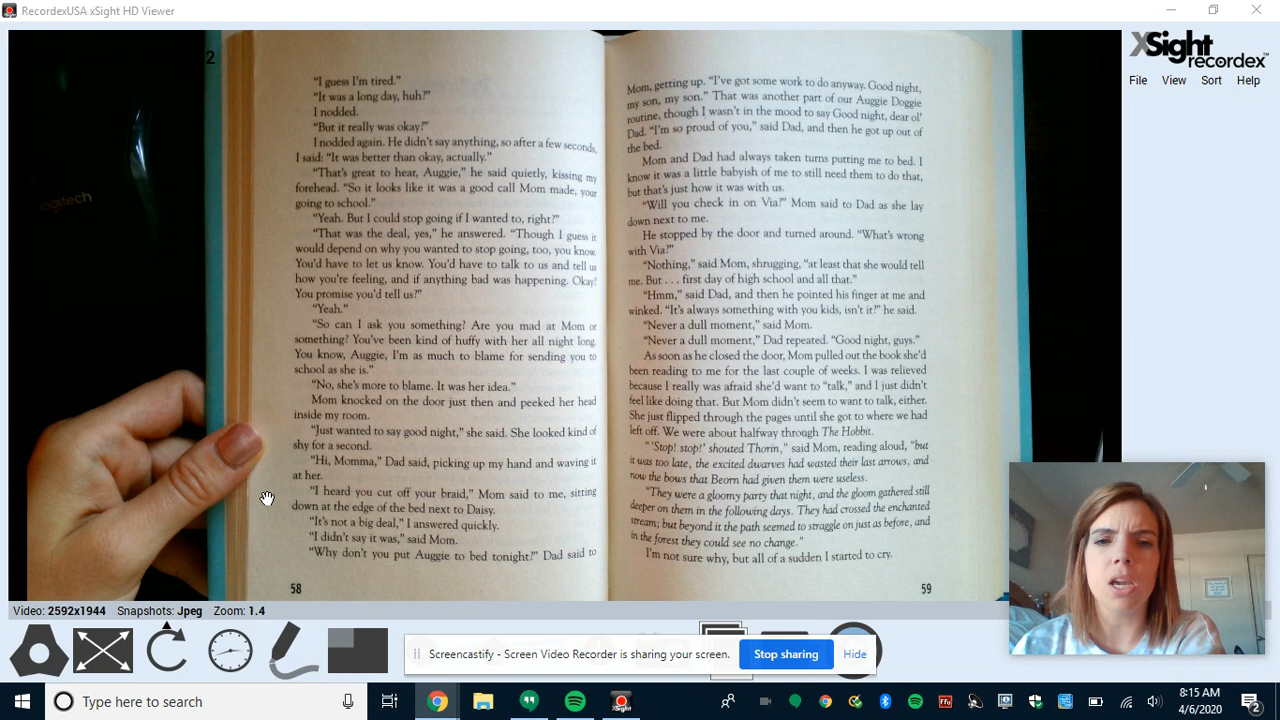 RecordexUSA xSight HD Viewer
XSight
recordex™
File View Sort Help
2
logitech
"I guess I'm tired."
"It was a long day, huh?"
I nodded.
"But it really was okay?"
I nodded again. He didn't say anything, so after a few seconds,
I said: "It was better than okay, actually."
"That's great to hear, Auggie," he said quietly, kissing my
forehead. "So it looks like it was a good call Mom made, your
going to school."
"Yeah. But I could stop going if I wanted to, right?"
"That was the deal, yes," he answered. "Though I guess it
would depend on why you wanted to stop going, too, you know.
You'd have to let us know. You'd have to talk to us and tell us
how you're feeling, and if anything bad was happening. Okay?
You promise you'd tell us?"
"Yeah."
"So can I ask you something? Are you mad at Mom or
something? You've been kind of huffy with her all night long.
You know, Auggie, I'm as much to blame for sending you to
school as she is."
"No, she's more to blame. It was her idea."
Mom knocked on the door just then and peeked her head
inside my room.
"Just wanted to say good night," she said. She looked kind of
shy for a second.
"Hi, Momma," Dad said, picking up my hand and waving it
at her.
"I heard you cut off your braid," Mom said to me, sitting
down at the edge of the bed next to Daisy.
"It's not a big deal," I answered quickly.
"I didn't say it was," said Mom.
"Why don't you put Auggie to bed tonight?" Dad said to
58
Mom, getting up. "I've got some work to do anyway. Good night,
my son, my son." That was another part of our Auggie Doggie
routine, though I wasn't in the mood to say Good night, dear ol'
Dad. "I'm so proud of you," said Dad, and then he got up out of
the bed.
Mom and Dad had always taken turns putting me to bed. I
know it was a little babyish of me to still need them to do that,
but that's just how it was with us.
"Will you check in on Via?" Mom said to Dad as she lay
down next to me.
He stopped by the door and turned around. "What's wrong
with Via?"
"Nothing," said Mom, shrugging, "at least that she would tell
me. But . . . first day of high school and all that."
"Hmm," said Dad, and then he pointed his finger at me and
winked. "It's always something with you kids, isn't it?" he said.
"Never a dull moment," said Mom.
"Never a dull moment," Dad repeated. "Good night, guys."
As soon as he closed the door, Mom pulled out the book she'd
been reading to me for the last couple of weeks. I was relieved
because I really was afraid she'd want to "talk," and I just didn't
feel like doing that. But Mom didn't seem to want to talk, either.
She just flipped through the pages until she got to where we had
left off. We were about halfway through The Hobbit.
" 'Stop! stop!' shouted Thorin," said Mom, reading aloud, "but
it was too late, the excited dwarves had wasted their last arrows, and
now the bows that Beorn had given them were useless.
"They were a gloomy party that night, and the gloom gathered still
deeper on them in the following days. They had crossed the enchanted
stream; but beyond it the path seemed to straggle on just as before, and
in the forest they could see no change."
I'm not sure why, but all of a sudden I started to cry.
59
Video: 2592x1944 Snapshots: Jpeg Zoom: 1.4
Screencastify - Screen Video Recorder is sharing your screen. Stop sharing Hide
Type here to search
8:15 AM
4/6/2020
2